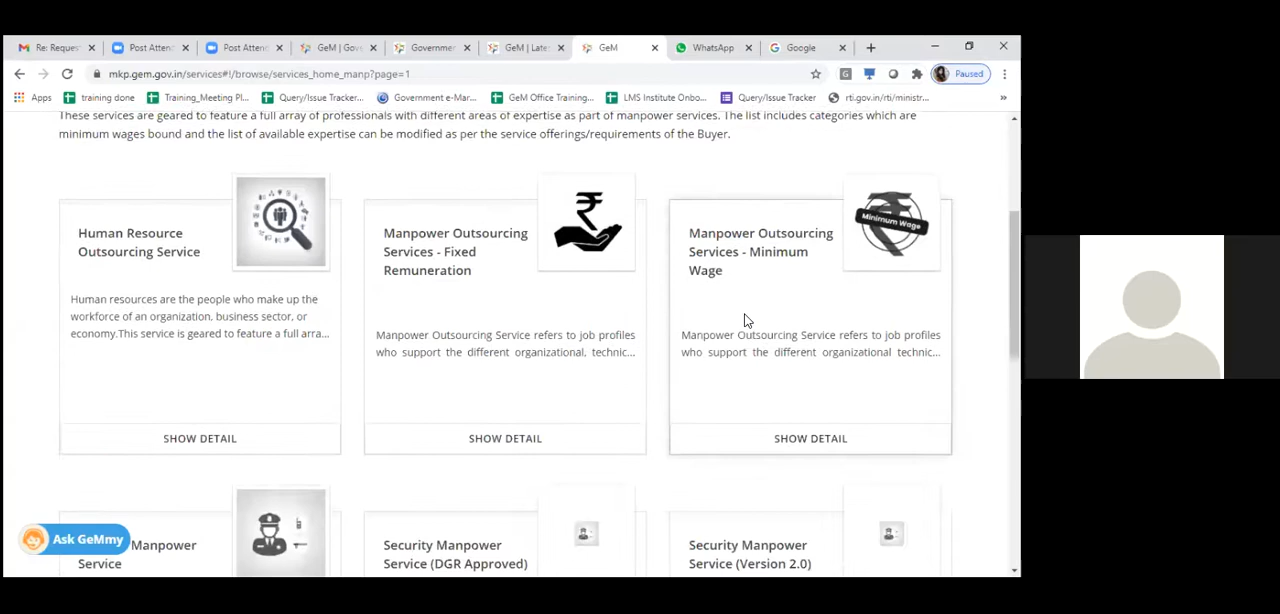 Re: Reques
Post Atten
Post Atten
GeM | Gov
Governmer
GeM | Late
GeM
WhatsApp
Google
mkp.gem.gov.in/services#!/browse/services_home_manp?page=1
Paused
Apps
training done
Training_Meeting Pl...
Query/Issue Tracker...
Government e-Mar...
GeM Office Training...
LMS Institute Onbo...
Query/Issue Tracker
rti.gov.in/rti/ministr...
»
These services are geared to feature a full array of professionals with different areas of expertise as part of manpower services. The list includes categories which are
minimum wages bound and the list of available expertise can be modified as per the service offerings/requirements of the Buyer.
Human Resource
Outsourcing Service
Human resources are the people who make up the
workforce of an organization, business sector, or
economy.This service is geared to feature a full arra...
SHOW DETAIL
Manpower Outsourcing
Services - Fixed
Remuneration
₹
Manpower Outsourcing Service refers to job profiles
who support the different organizational, technic...
SHOW DETAIL
Manpower Outsourcing
Services - Minimum
Wage
₹
Minimum Wage
Manpower Outsourcing Service refers to job profiles
who support the different organizational technic...
SHOW DETAIL
Manpower
Service
Security Manpower
Service (DGR Approved)
Security Manpower
Service (Version 2.0)
Ask GeMmy